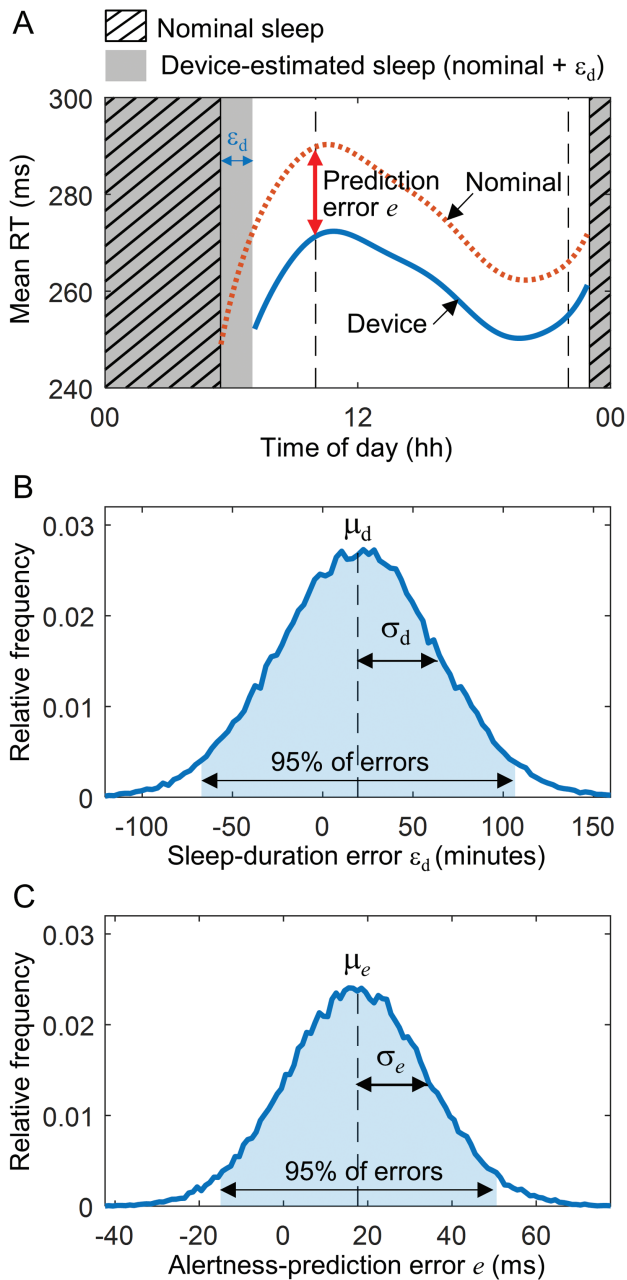 A
Nominal sleep
Device-estimated sleep (nominal + εd)
300
280
260
240
Mean RT (ms)
εd
Prediction
error e
Nominal
Device
00
12
00
Time of day (hh)
B
0.03
0.02
0.01
0
Relative frequency
μd
σd
95% of errors
-100
-50
0
50
100
150
Sleep-duration error εd (minutes)
C
0.03
0.02
0.01
0
Relative frequency
μe
σe
95% of errors
-40
-20
0
20
40
60
Alertness-prediction error e (ms)